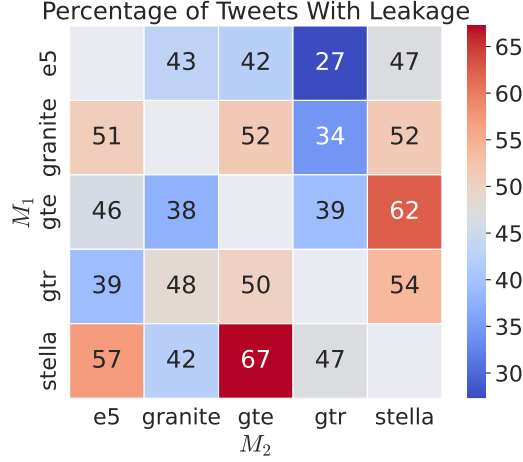 Percentage of Tweets With Leakage
e5 43 42 27 47
granite 51 52 34 52
gte 46 38 39 62
gtr 39 48 50 54
stella 57 42 67 47
e5 granite gte gtr stella
M₁
M₂
65
60
55
50
45
40
35
30